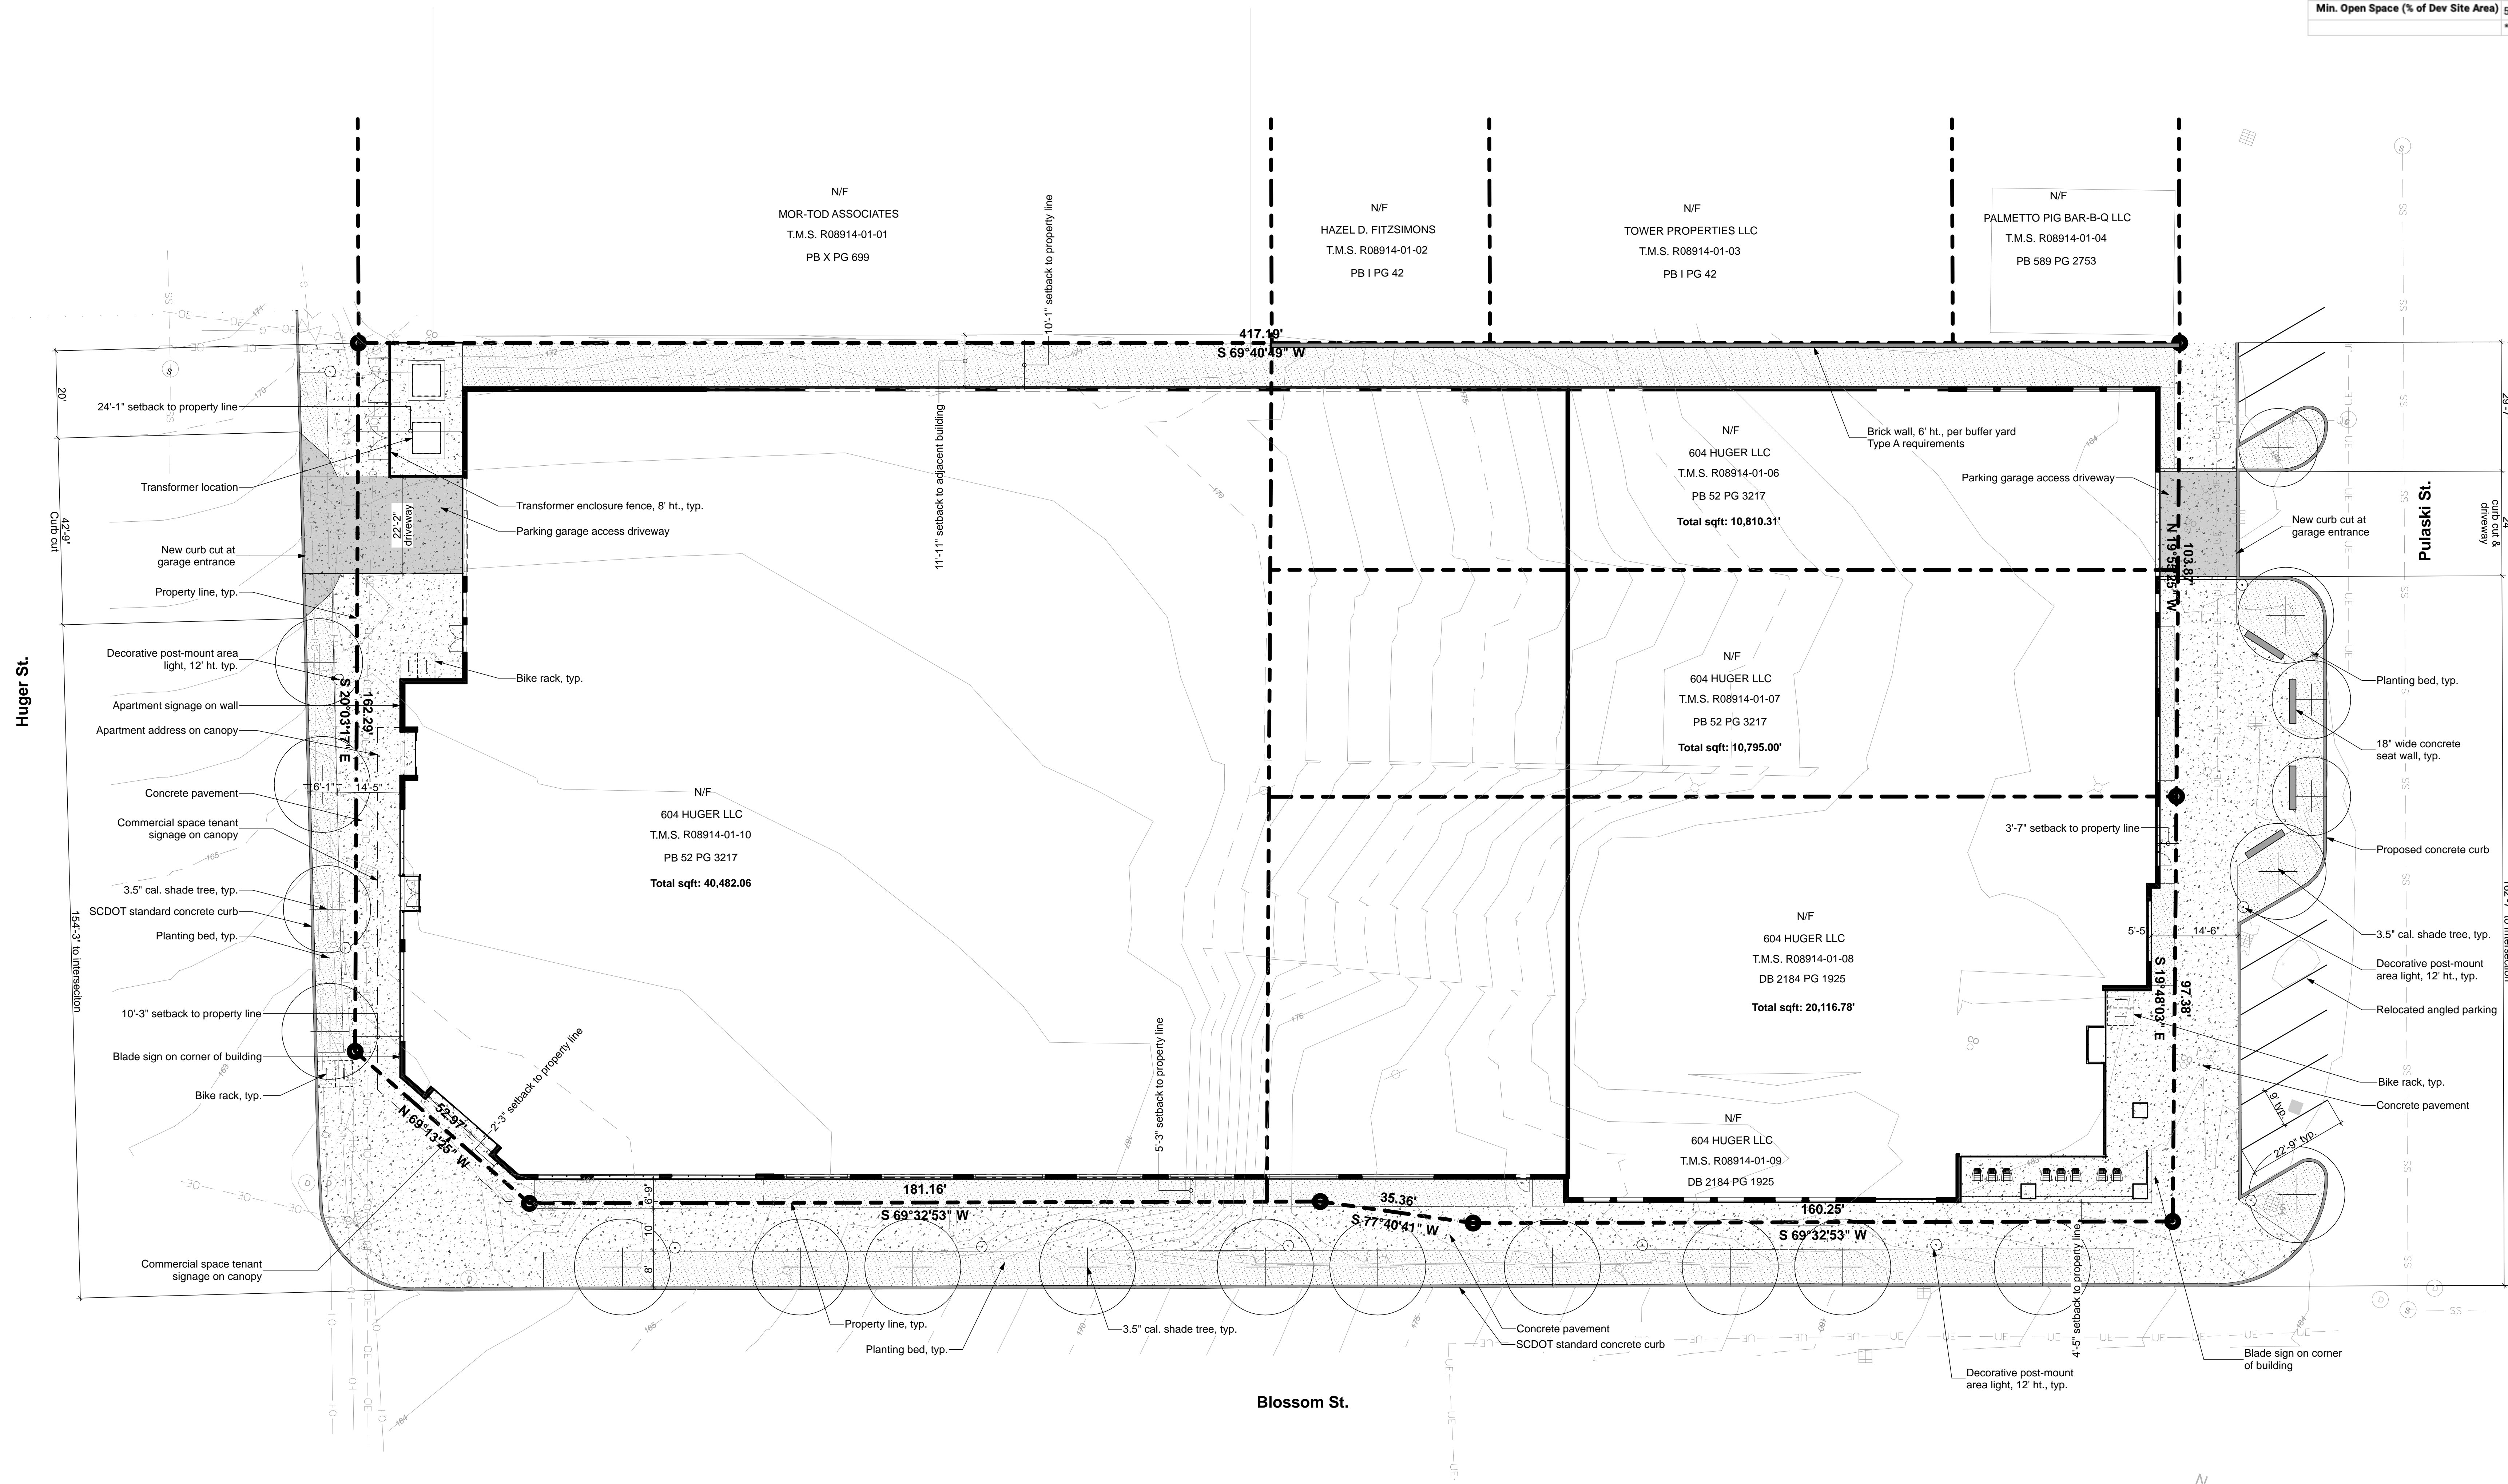 Min. Open Space (% of Dev Site Area)
N/F
MOR-TOD ASSOCIATES
T.M.S. R08914-01-01
PB X PG 699
N/F
HAZEL D. FITZSIMONS
T.M.S. R08914-01-02
PB I PG 42
N/F
TOWER PROPERTIES LLC
T.M.S. R08914-01-03
PB I PG 42
N/F
PALMETTO PIG BAR-B-Q LLC
T.M.S. R08914-01-04
PB 589 PG 2753
10'-1" setback to property line
417.19'
S 69°40'49" W
11'-11" setback to adjacent building
20'
42'-9"
Curb cut
154'-3" to interseciton
Huger St.
24'-1" setback to property line
Transformer location
New curb cut at
garage entrance
Property line, typ.
Decorative post-mount area
light, 12' ht. typ.
Apartment signage on wall
Apartment address on canopy
Concrete pavement
Commercial space tenant
signage on canopy
3.5" cal. shade tree, typ.
SCDOT standard concrete curb
Planting bed, typ.
10'-3" setback to property line
Blade sign on corner of building
Bike rack, typ.
Commercial space tenant
signage on canopy
Transformer enclosure fence, 8' ht., typ.
Parking garage access driveway
22'-2"
driveway
Bike rack, typ.
162.29'
S 20°03'17" E
6'-1"
14'-5"
52.97'
N 69°13'25" W
2'-3" setback to property line
N/F
604 HUGER LLC
T.M.S. R08914-01-10
PB 52 PG 3217
Total sqft: 40,482.06
N/F
604 HUGER LLC
T.M.S. R08914-01-06
PB 52 PG 3217
Total sqft: 10,810.31'
N/F
604 HUGER LLC
T.M.S. R08914-01-07
PB 52 PG 3217
Total sqft: 10,795.00'
N/F
604 HUGER LLC
T.M.S. R08914-01-08
DB 2184 PG 1925
Total sqft: 20,116.78'
N/F
604 HUGER LLC
T.M.S. R08914-01-09
DB 2184 PG 1925
Brick wall, 6' ht., per buffer yard
Type A requirements
Parking garage access driveway
N 19°55'25" W
103.87'
3'-7" setback to property line
5'-5
14'-6"
S 19°48'03" E
97.38'
24'
curb cut &
driveway
Pulaski St.
New curb cut at
garage entrance
Planting bed, typ.
18" wide concrete
seat wall, typ.
Proposed concrete curb
3.5" cal. shade tree, typ.
Decorative post-mount
area light, 12' ht., typ.
Relocated angled parking
Bike rack, typ.
Concrete pavement
9' typ.
22'-9" typ.
5'-3" setback to property line
6'-9"
10'
8'
181.16'
S 69°32'53" W
35.36'
S 77°40'41" W
160.25'
S 69°32'53" W
4'-5" setback to property line
Property line, typ.
Planting bed, typ.
3.5" cal. shade tree, typ.
Concrete pavement
SCDOT standard concrete curb
Decorative post-mount
area light, 12' ht., typ.
Blade sign on corner
of building
Blossom St.